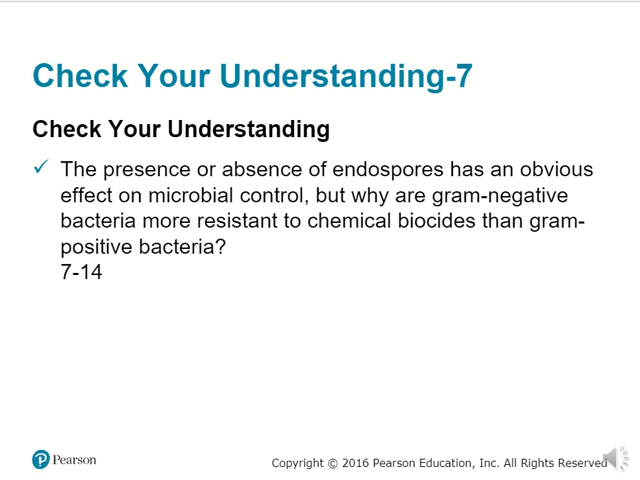 Check Your Understanding-7
Check Your Understanding
✓ The presence or absence of endospores has an obvious
effect on microbial control, but why are gram-negative
bacteria more resistant to chemical biocides than gram-
positive bacteria?
7-14
Pearson
Copyright © 2016 Pearson Education, Inc. All Rights Reserved